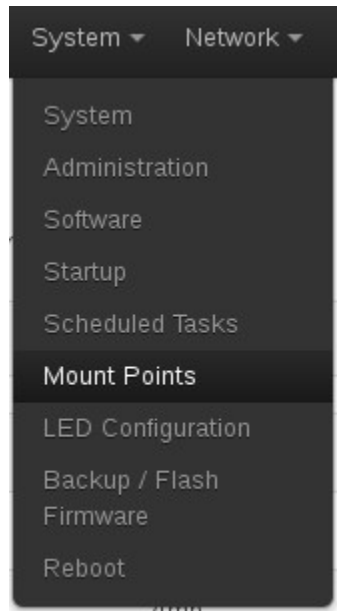 System Network
System
Administration
Software
Startup
Scheduled Tasks
Mount Points
LED Configuration
Backup / Flash
Firmware
Reboot